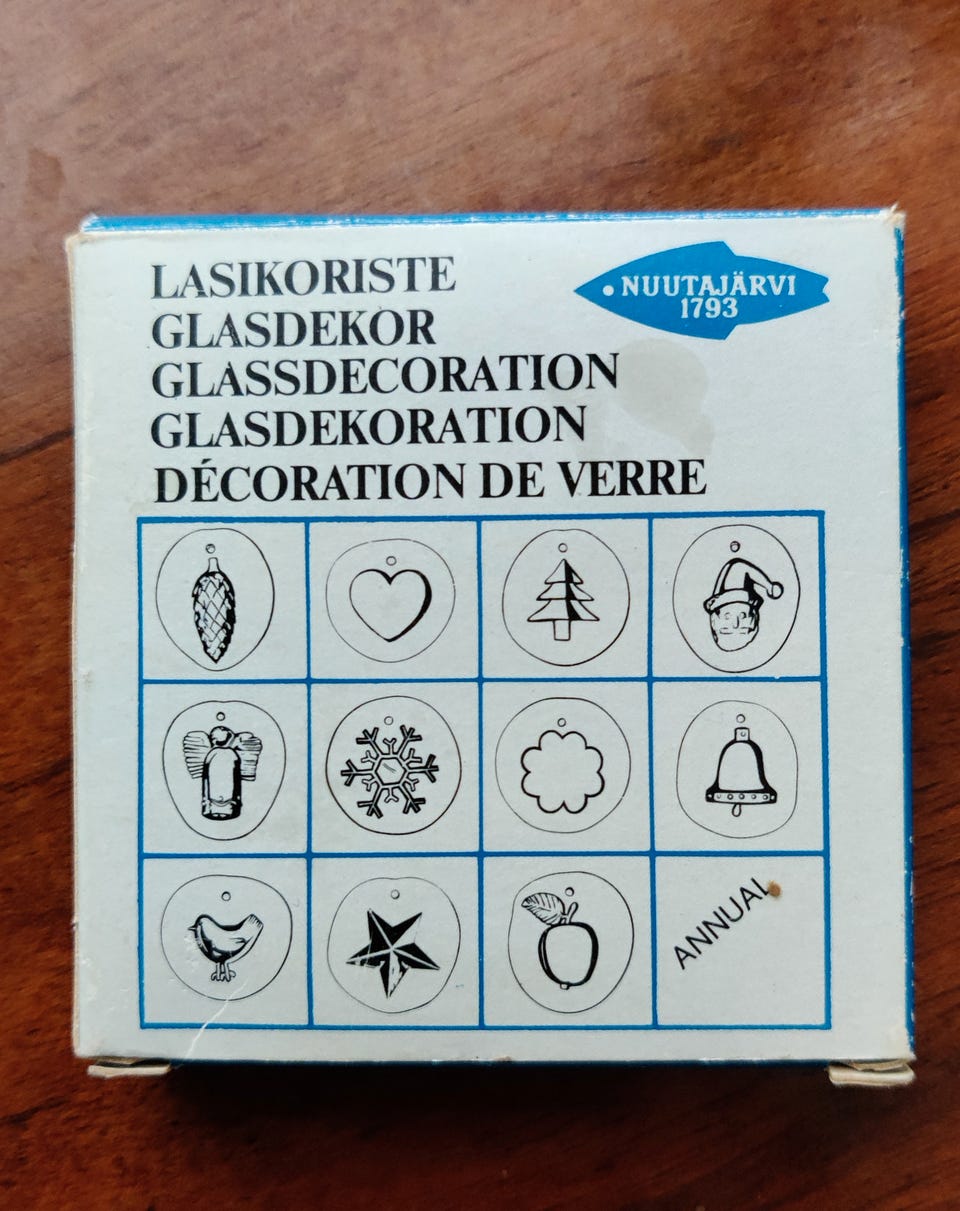 LASIKORISTE
GLASDEKOR
GLASSDECORATION
GLASDEKORATION
DÉCORATION DE VERRE
NUUTAJÄRVI
1793
ANNUAL